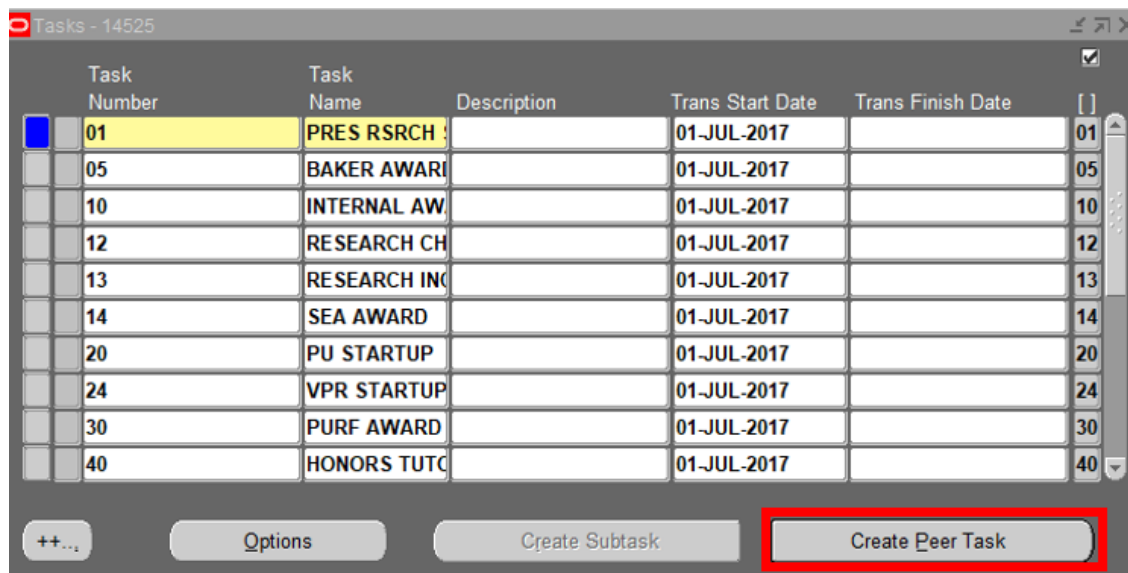 Tasks - 14525
Task Task
Number Name Description Trans Start Date Trans Finish Date [ ]
01 PRES RSRCH 01-JUL-2017 01
05 BAKER 01-JUL-2017 05
10 INTERNAL AW 01-JUL-2017 10
12 RESEARCH CH 01-JUL-2017 12
13 RESEARCH 01-JUL-2017 13
14 SEA AWARD 01-JUL-2017 14
20 PU STARTUP 01-JUL-2017 20
24 VPR STARTUP 01-JUL-2017 24
30 PURF AWARD 01-JUL-2017 30
40 HONORS 01-JUL-2017 40
++.. Options Create Subtask Create Peer Task